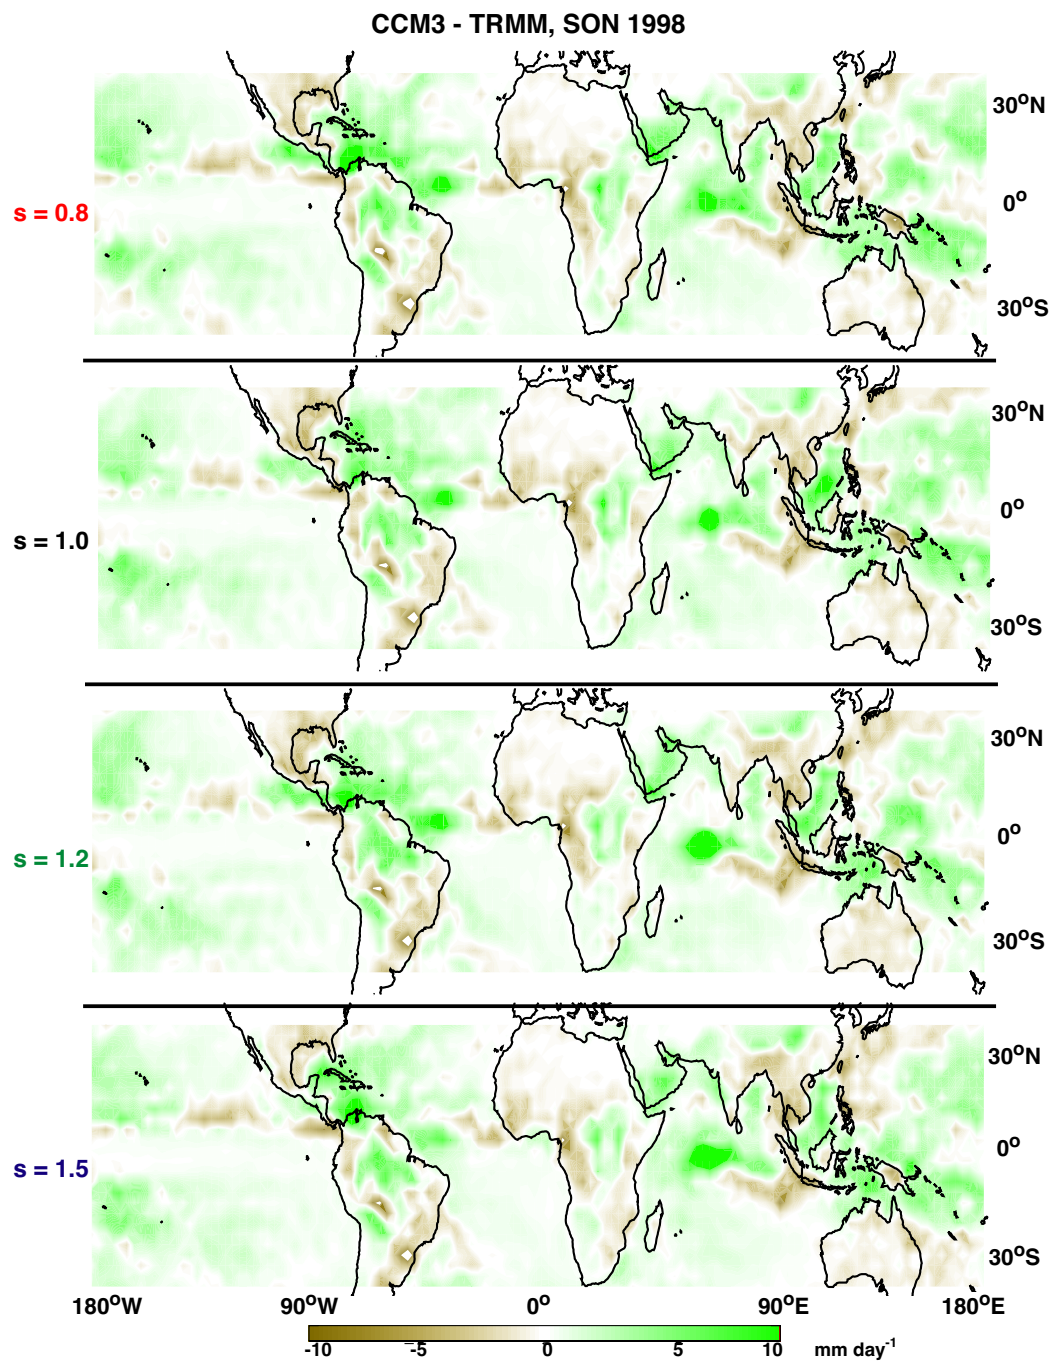 CCM3 - TRMM, SON 1998
30°N
0°
s = 0.8
30°S
30°N
0°
s = 1.0
30°S
30°N
0°
s = 1.2
30°S
30°N
0°
s = 1.5
30°S
180°W 90°W 0° 90°E 180°E
-10 -5 0 5 10 mm day⁻¹